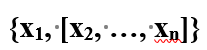 {x₁, [x₂, …, xₙ]}